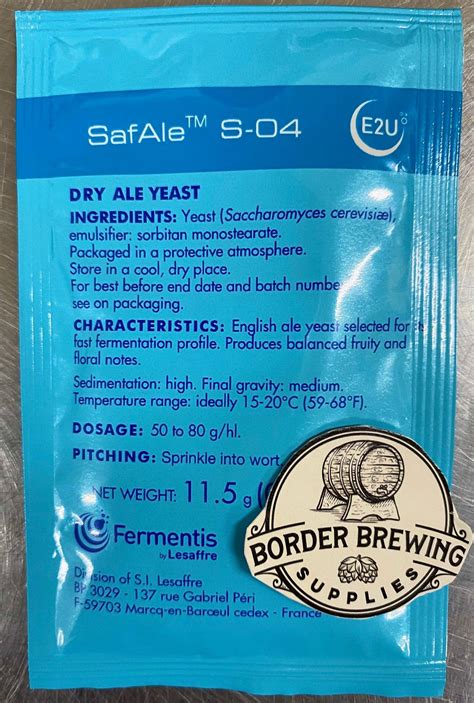 SafAle™ S-04
E2U
DRY ALE YEAST
INGREDIENTS: Yeast (Saccharomyces cerevisiæ),
emulsifier: sorbitan monostearate.
Packaged in a protective atmosphere.
Store in a cool, dry place.
For best before end date and batch numbe
see on packaging.
CHARACTERISTICS: English ale yeast selected for its
fast fermentation profile. Produces balanced fruity and
floral notes.
Sedimentation: high. Final gravity: medium.
Temperature range: ideally 15-20°C (59-68°F).
DOSAGE: 50 to 80 g/hl.
PITCHING: Sprinkle into wort
NET WEIGHT: 11.5 g
Fermentis
by Lesaffre
Division of S.I. Lesaffre
BP 3029 - 137 rue Gabriel Péri
F-59703 Marcq-en-Barœul cedex - France
BORDER BREWING
SUPPLIES